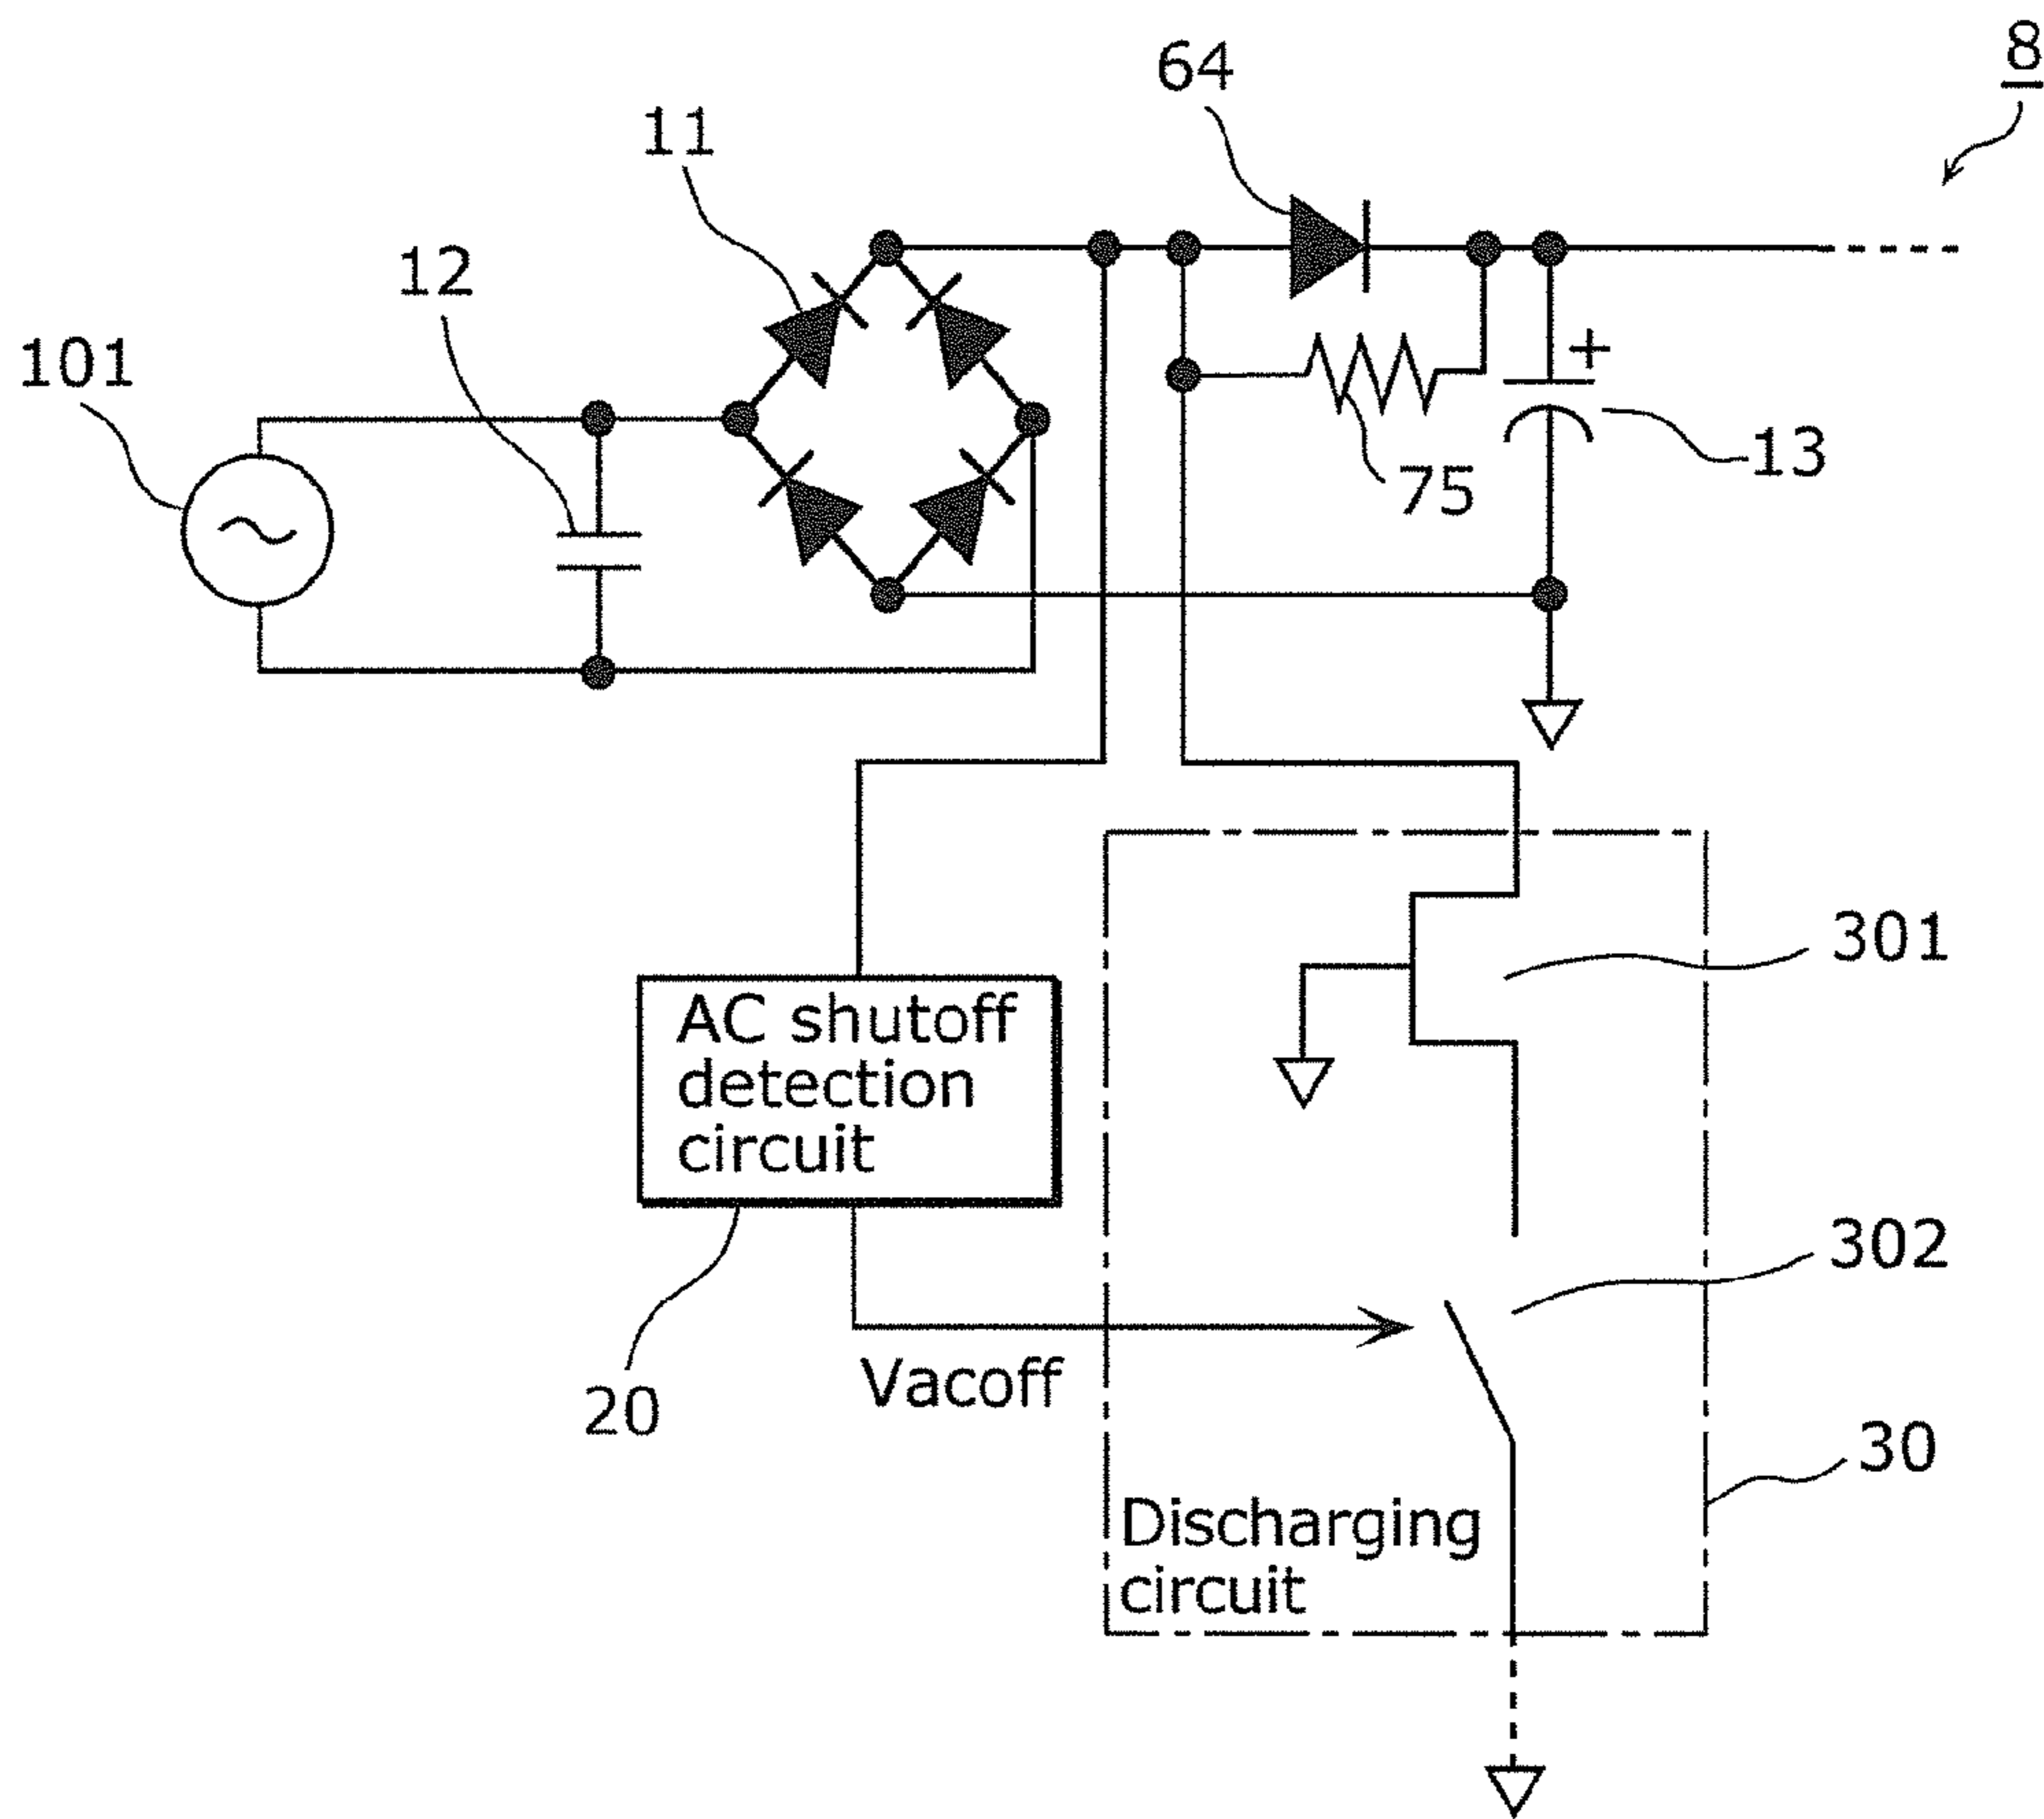 8
64
11
12
101
+
13
75
301
AC shutoff
detection
circuit
302
Vacoff
20
30
Discharging
circuit